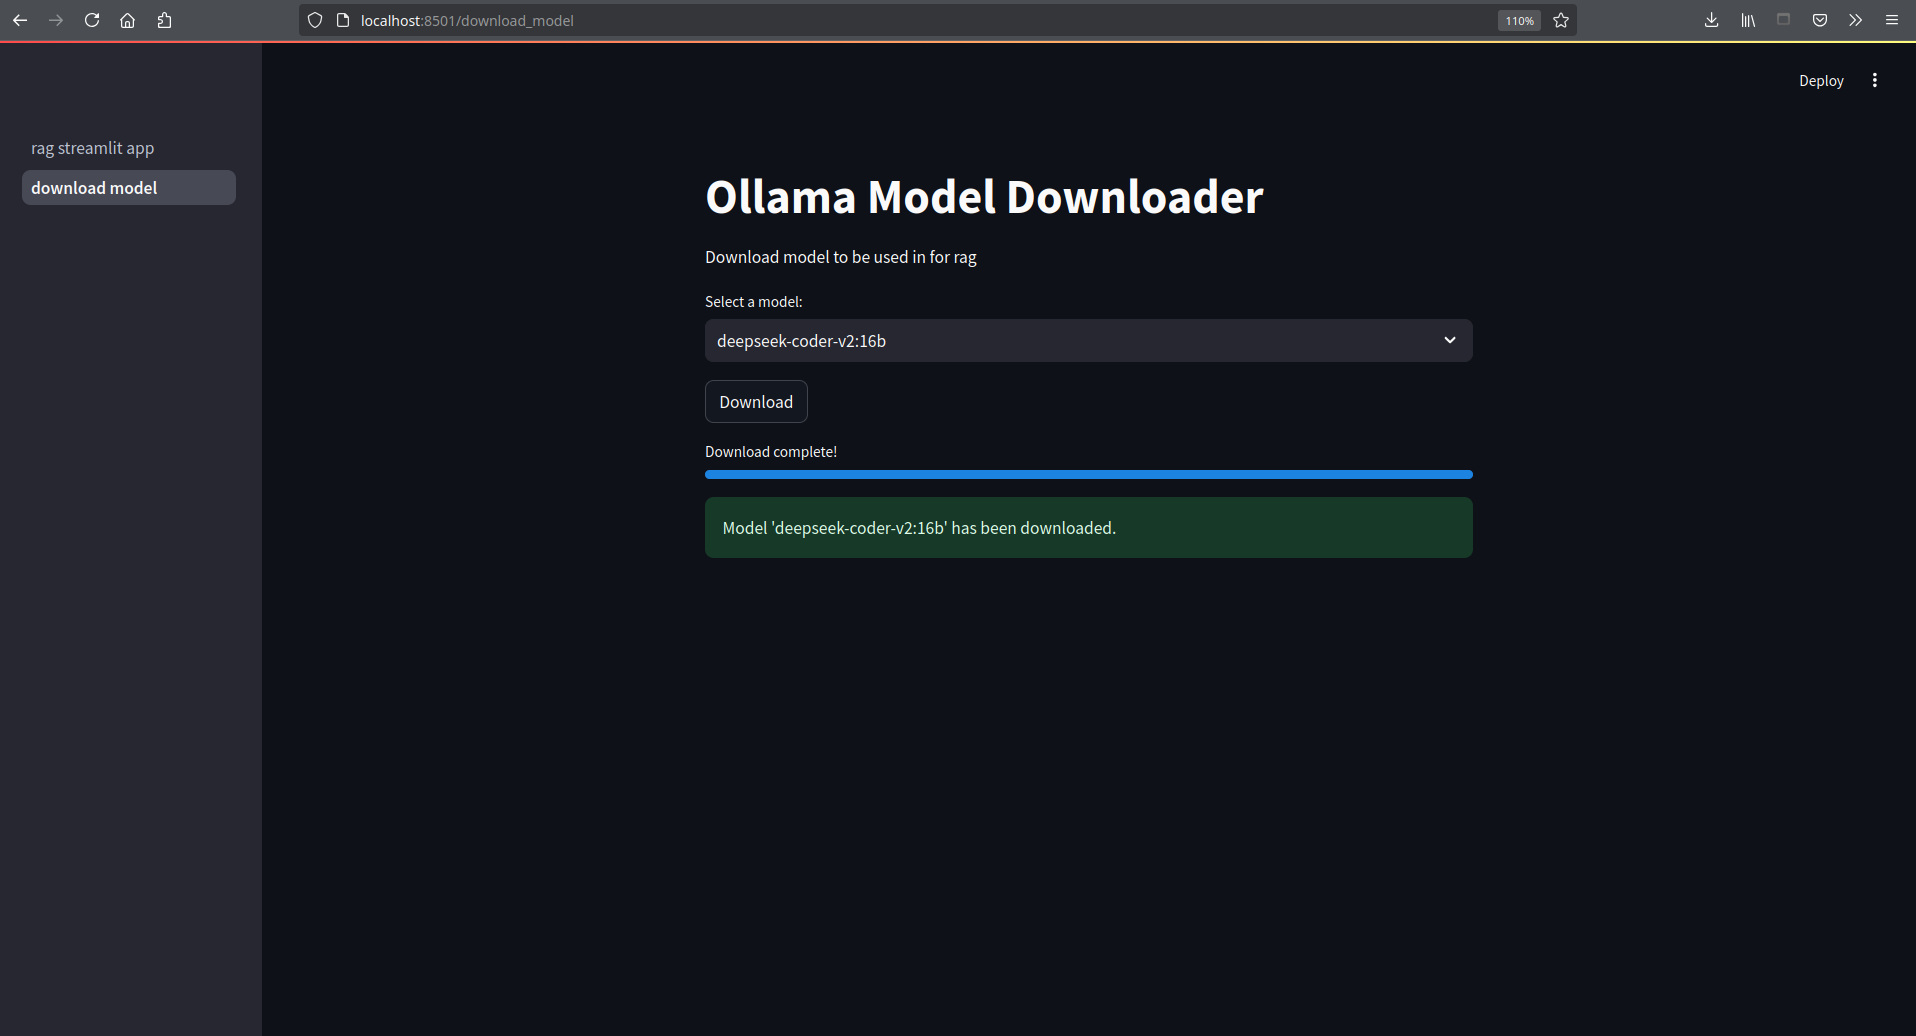 localhost:8501/download_model
110%
Deploy
rag streamlit app
download model
Ollama Model Downloader
Download model to be used in for rag
Select a model:
deepseek-coder-v2:16b
Download
Download complete!
Model 'deepseek-coder-v2:16b' has been downloaded.